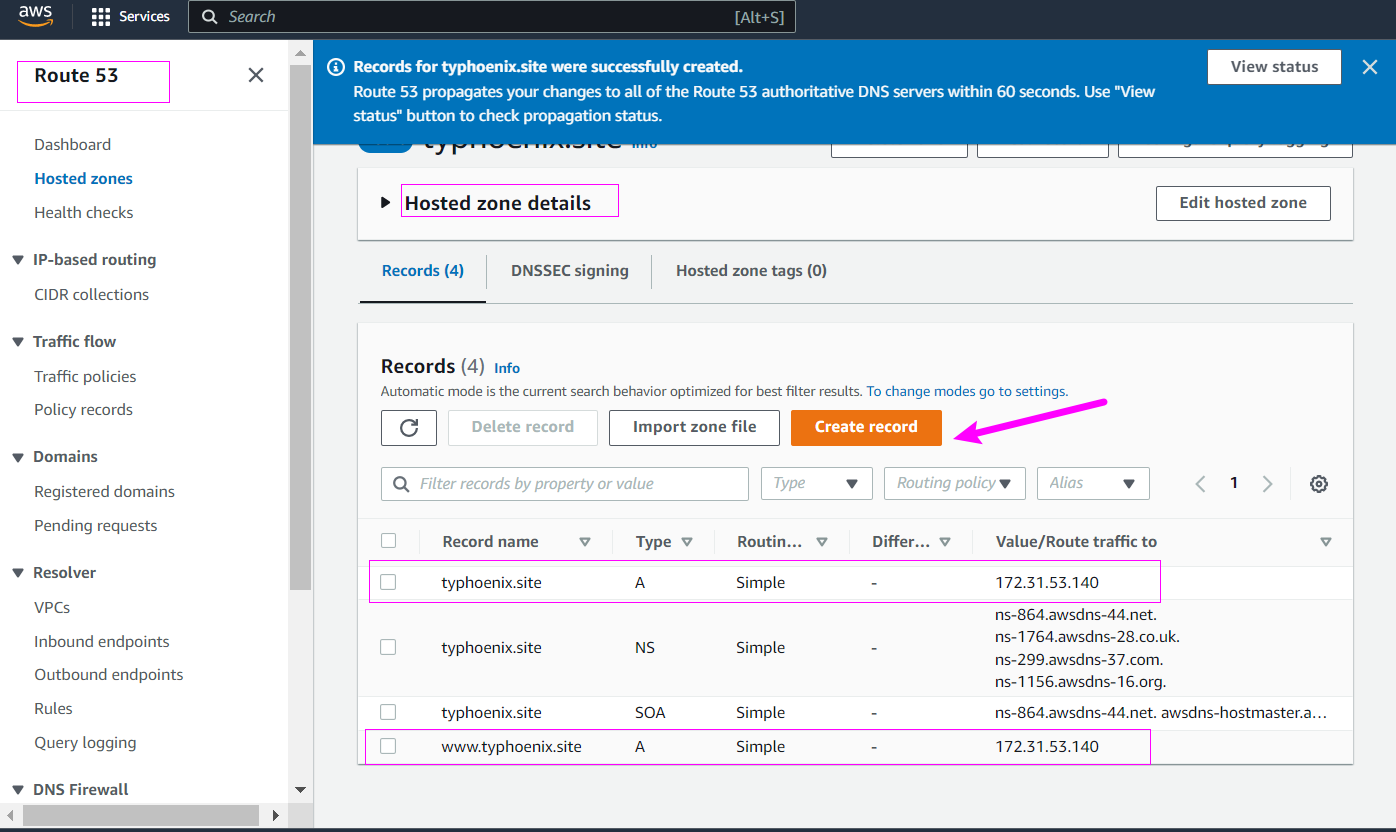 aws
Services
Search
[Alt+S]
Route 53
Dashboard
Hosted zones
Health checks
IP-based routing
CIDR collections
Traffic flow
Traffic policies
Policy records
Domains
Registered domains
Pending requests
Resolver
VPCs
Inbound endpoints
Outbound endpoints
Rules
Query logging
DNS Firewall
Records for typhoenix.site were successfully created.
Route 53 propagates your changes to all of the Route 53 authoritative DNS servers within 60 seconds. Use "View
status" button to check propagation status.
View status
typhoenix.site Info
Hosted zone details
Edit hosted zone
Records (4)
DNSSEC signing
Hosted zone tags (0)
Records (4) Info
Automatic mode is the current search behavior optimized for best filter results. To change modes go to settings.
Delete record
Import zone file
Create record
Filter records by property or value
Type
Routing policy
Alias
1
Record name Type Routin... Differ... Value/Route traffic to
typhoenix.site A Simple - 172.31.53.140
typhoenix.site NS Simple -
ns-864.awsdns-44.net.
ns-1764.awsdns-28.co.uk.
ns-299.awsdns-37.com.
ns-1156.awsdns-16.org.
typhoenix.site SOA Simple - ns-864.awsdns-44.net. awsdns-hostmaster.a...
www.typhoenix.site A Simple - 172.31.53.140